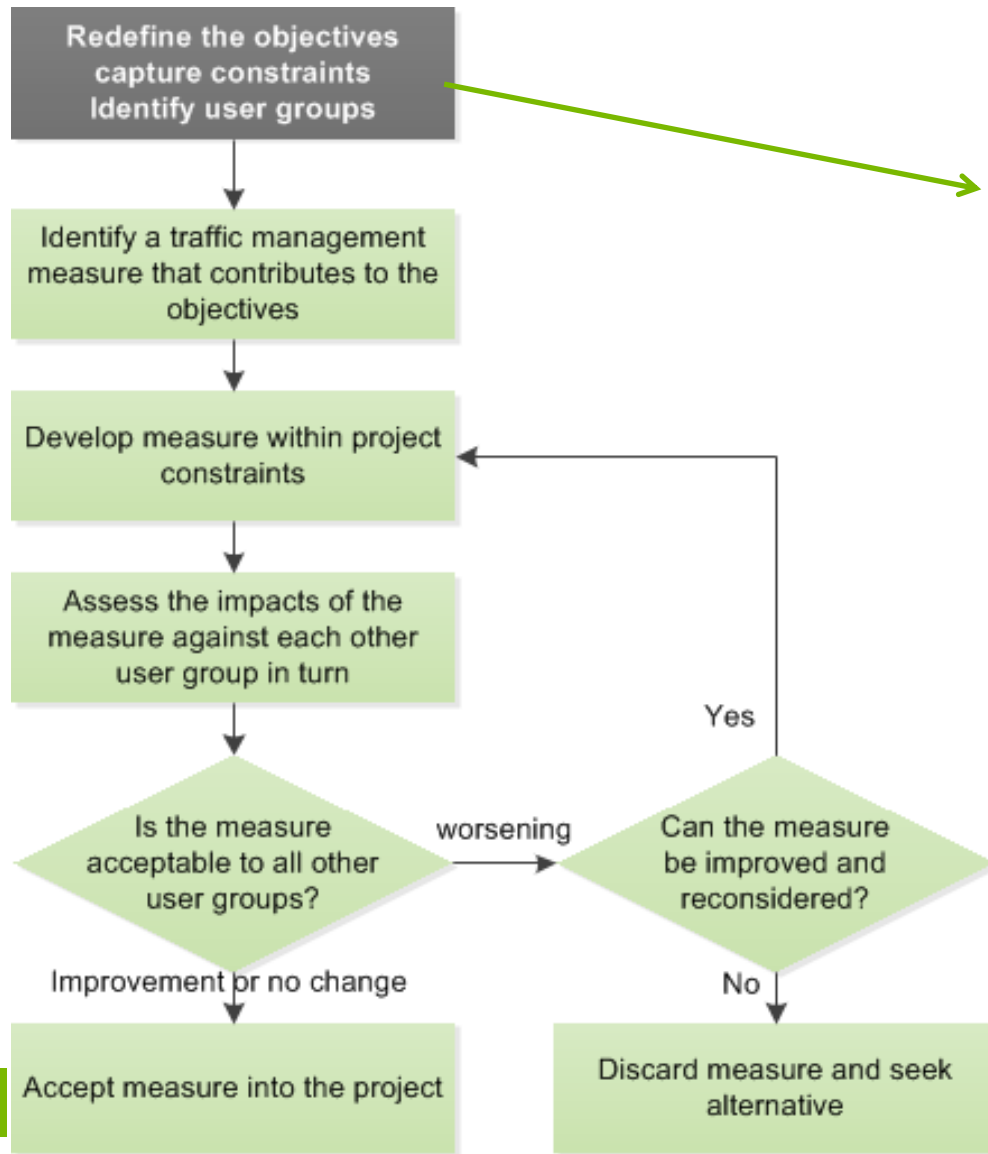 Redefine the objectives
capture constraints
Identify user groups
Identify a traffic management
measure that contributes to the
objectives
Develop measure within project
constraints
Assess the impacts of the
measure against each other
user group in turn
Is the measure
acceptable to all other
user groups?
worsening
Can the measure
be improved and
reconsidered?
Yes
Improvement or no change
No
Accept measure into the project
Discard measure and seek
alternative